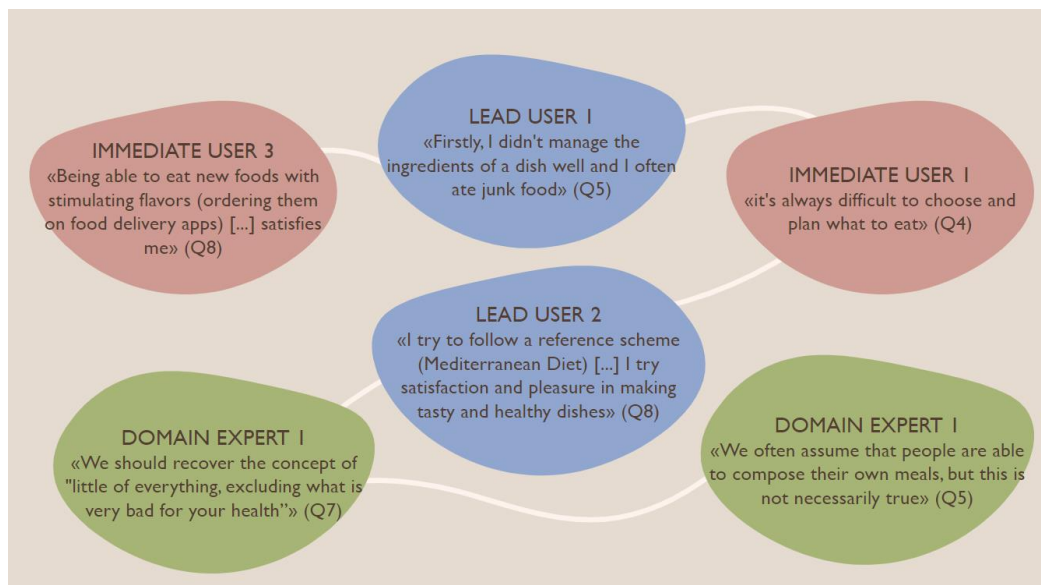 IMMEDIATE USER 3
«Being able to eat new foods with
stimulating flavors (ordering them
on food delivery apps) [...] satisfies
me» (Q8)
LEAD USER 1
«Firstly, I didn't manage the
ingredients of a dish well and I often
ate junk food» (Q5)
IMMEDIATE USER 1
«it's always difficult to choose and
plan what to eat» (Q4)
LEAD USER 2
«I try to follow a reference scheme
(Mediterranean Diet) [...] I try
satisfaction and pleasure in making
tasty and healthy dishes» (Q8)
DOMAIN EXPERT 1
«We should recover the concept of
"little of everything, excluding what is
very bad for your health”» (Q7)
DOMAIN EXPERT 1
«We often assume that people are able
to compose their own meals, but this is
not necessarily true» (Q5)